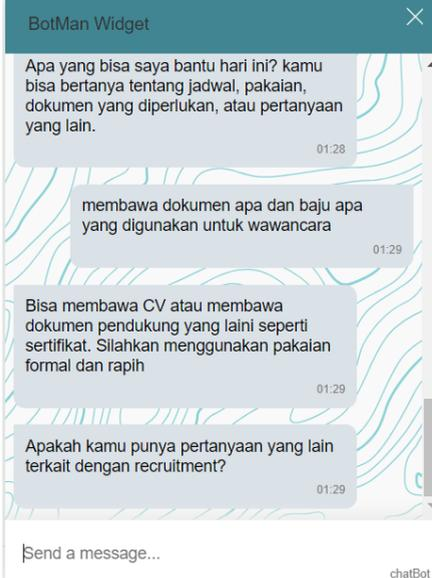 BotMan Widget
Apa yang bisa saya bantu hari ini? kamu
bisa bertanya tentang jadwal, pakaian,
dokumen yang diperlukan, atau pertanyaan
yang lain.
01:28
membawa dokumen apa dan baju apa
yang digunakan untuk wawancara
01:29
Bisa membawa CV atau membawa
dokumen pendukung yang laini seperti
sertifikat. Silahkan menggunakan pakaian
formal dan rapih
01:29
Apakah kamu punya pertanyaan yang lain
terkait dengan recruitment?
01:29
Send a message...
chatBot